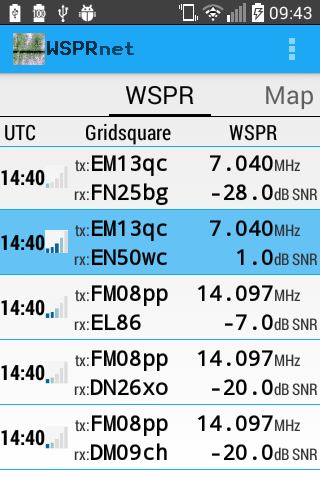 09:43
WSPRnet
WSPR Map
UTC Gridsquare WSPR
14:40 tx:EM13qc 7.040MHz
rx:FN25bg -28.0dB SNR
14:40 tx:EM13qc 7.040MHz
rx:EN50wc 1.0dB SNR
14:40 tx:FM08pp 14.097MHz
rx:EL86 -7.0dB SNR
14:40 tx:FM08pp 14.097MHz
rx:DN26xo -20.0dB SNR
14:40 tx:FM08pp 14.097MHz
rx:DM09ch -20.0dB SNR